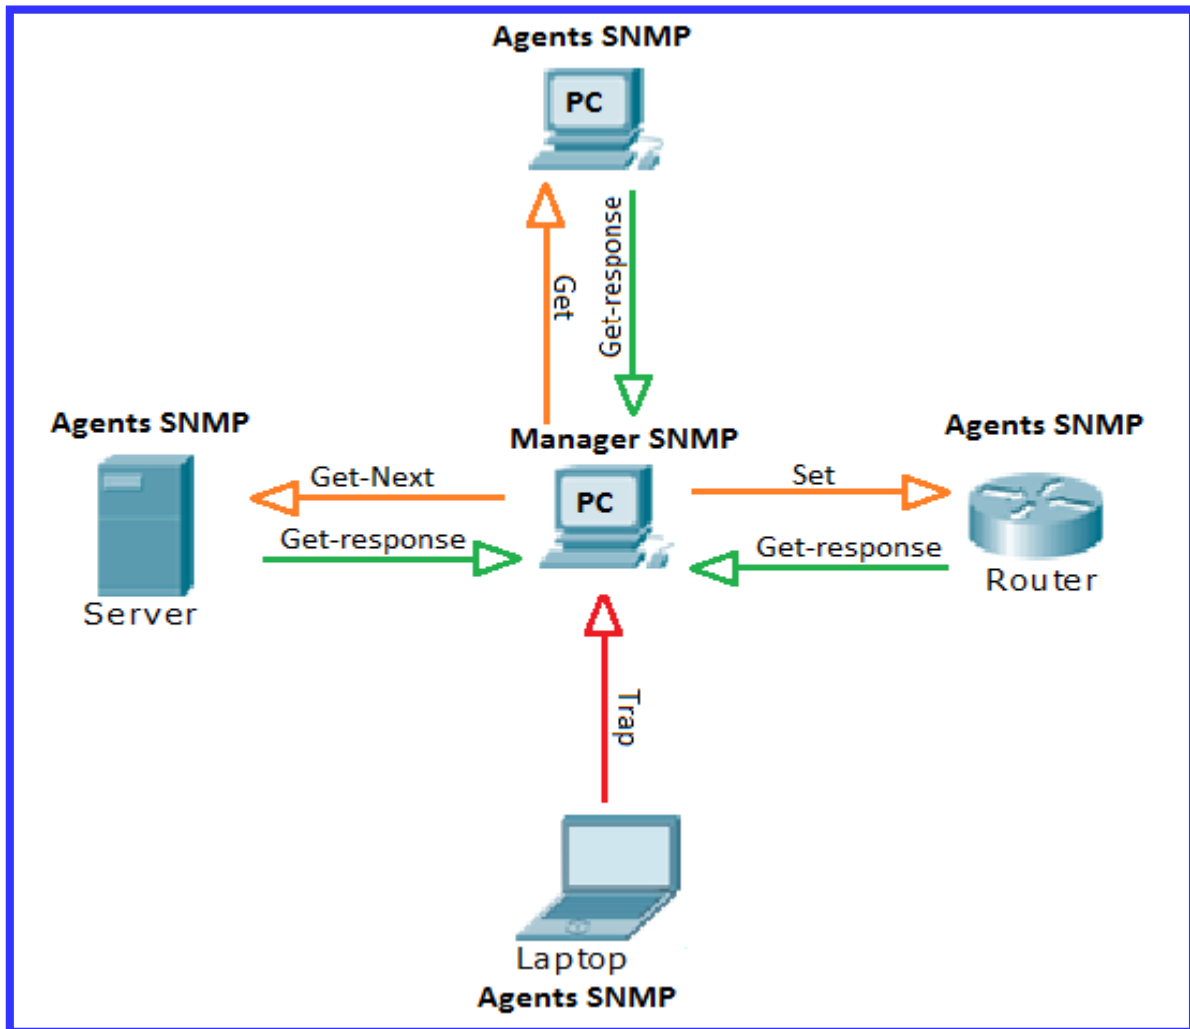 Agents SNMP
PC
Get
Get-response
Agents SNMP
Manager SNMP
Agents SNMP
Get-Next
PC
Set
Get-response
Get-response
Server
Router
Trap
Laptop
Agents SNMP